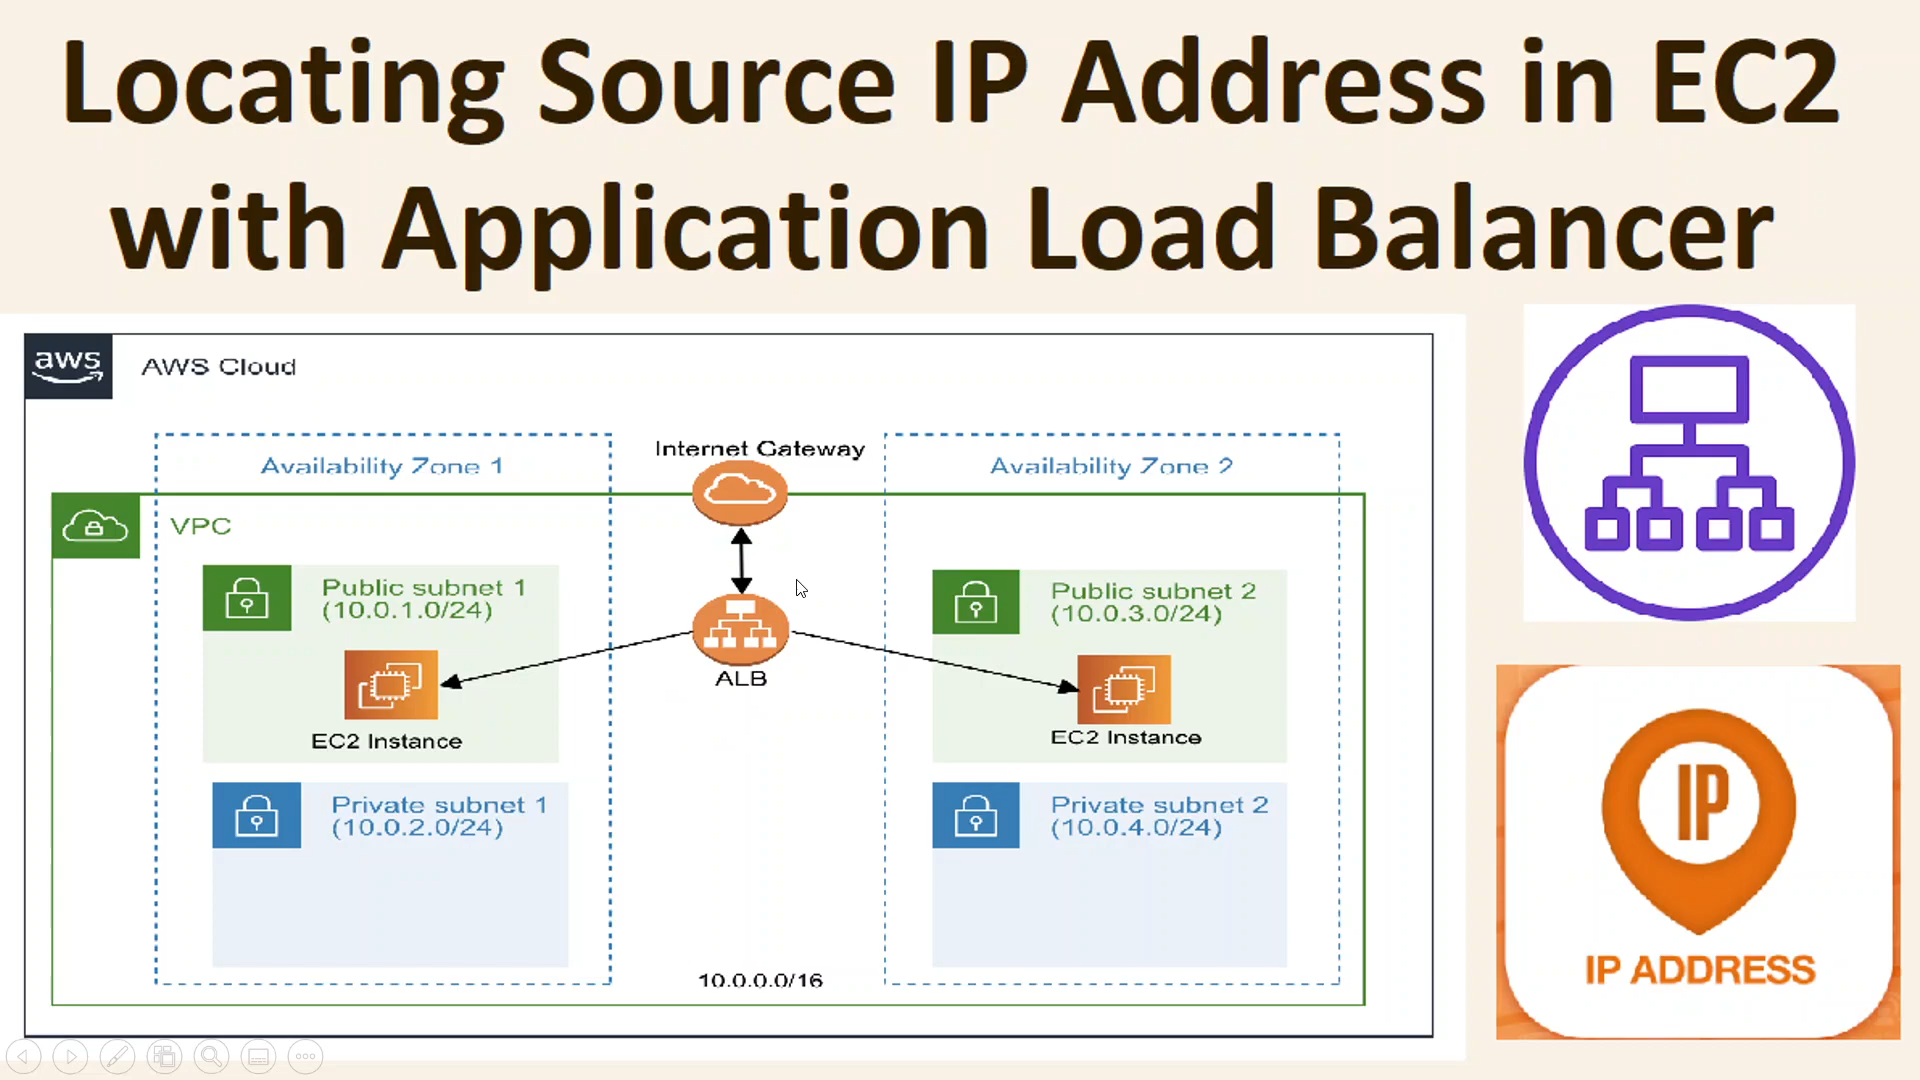 Locating Source IP Address in EC2
with Application Load Balancer
aws
AWS Cloud
Internet Gateway
Availability Zone 1
Availability Zone 2
VPC
Public subnet 1
(10.0.1.0/24)
Public subnet 2
(10.0.3.0/24)
ALB
EC2 Instance
EC2 Instance
Private subnet 1
(10.0.2.0/24)
Private subnet 2
(10.0.4.0/24)
10.0.0.0/16
IP
IP ADDRESS